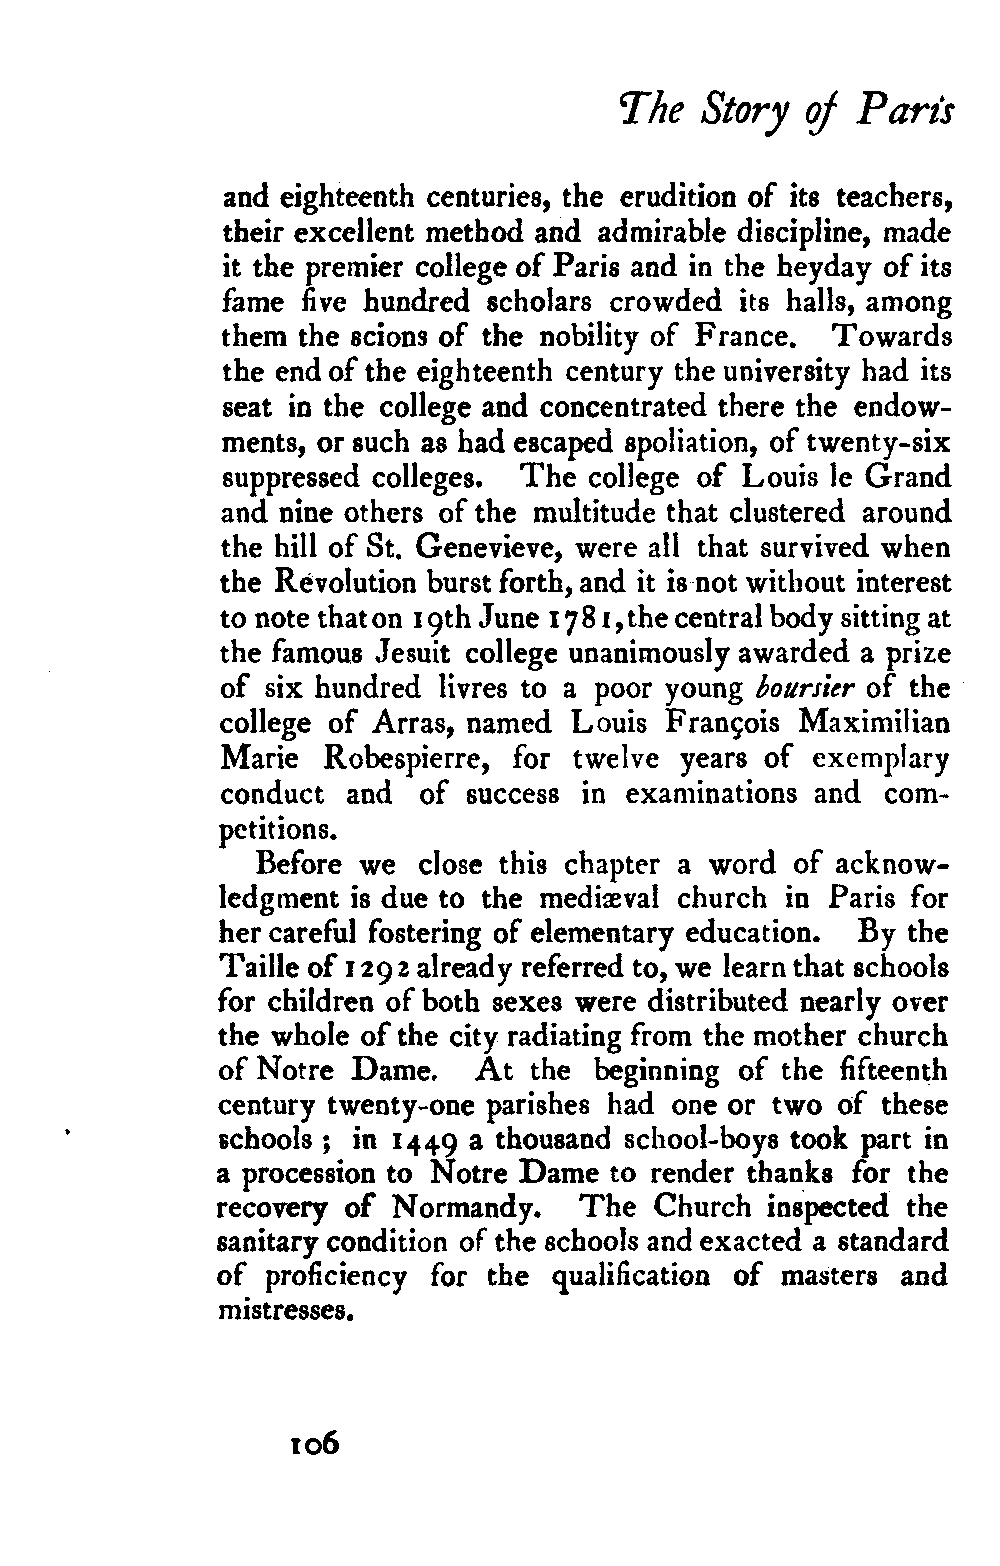 The Story of Paris
and eighteenth centuries, the erudition of its teachers,
their excellent method and admirable discipline, made
it the premier college of Paris and in the heyday of its
fame five hundred scholars crowded its halls, among
them the scions of the nobility of France. Towards
the end of the eighteenth century the university had its
seat in the college and concentrated there the endow-
ments, or such as had escaped spoliation, of twenty-six
suppressed colleges. The college of Louis le Grand
and nine others of the multitude that clustered around
the hill of St. Genevieve, were all that survived when
the Revolution burst forth, and it is not without interest
to note that on 19th June 1781, the central body sitting at
the famous Jesuit college unanimously awarded a prize
of six hundred livres to a poor young boursier of the
college of Arras, named Louis François Maximilian
Marie Robespierre, for twelve years of exemplary
conduct and of success in examinations and com-
petitions.
Before we close this chapter a word of acknow-
ledgment is due to the mediæval church in Paris for
her careful fostering of elementary education. By the
Taille of 1292 already referred to, we learn that schools
for children of both sexes were distributed nearly over
the whole of the city radiating from the mother church
of Notre Dame. At the beginning of the fifteenth
century twenty-one parishes had one or two of these
schools ; in 1449 a thousand school-boys took part in
a procession to Notre Dame to render thanks for the
recovery of Normandy. The Church inspected the
sanitary condition of the schools and exacted a standard
of proficiency for the qualification of masters and
mistresses.
106